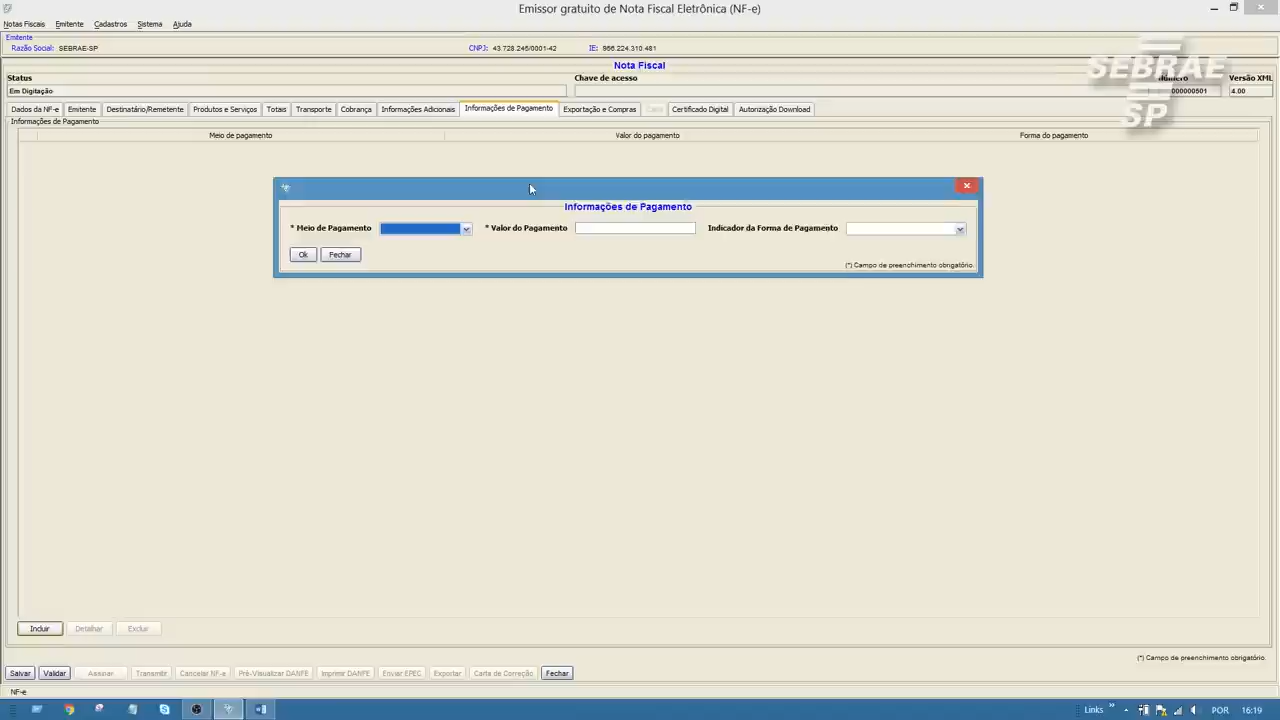 Emissor gratuito de Nota Fiscal Eletrônica (NF-e)
Notas Fiscais Emitente Cadastros Sistema Ajuda
Emitente
Razão Social: SEBRAE-SP CNPJ: 43.728.245/0001-42 IE: 966.224.310.481
Nota Fiscal
Status Chave de acesso Número Versão XML
Em Digitação 000000501 4.00
SEBRAE
SP
Dados da NF-e Emitente Destinatário/Remetente Produtos e Serviços Totais Transporte Cobrança Informações Adicionais Informações de Pagamento Exportação e Compras Certificado Digital Autorização Download
Informações de Pagamento
Meio de pagamento Valor do pagamento Forma do pagamento
Informações de Pagamento
* Meio de Pagamento * Valor do Pagamento Indicador da Forma de Pagamento
Ok Fechar
(*) Campo de preenchimento obrigatório.
Incluir Detalhar Excluir
(*) Campo de preenchimento obrigatório.
Salvar Validar Assinar Transmitir Cancelar NF-e Pré-Visualizar DANFE Imprimir DANFE Enviar EPEC Exportar Carta de Correção Fechar
NF-e
Links » POR 16:19